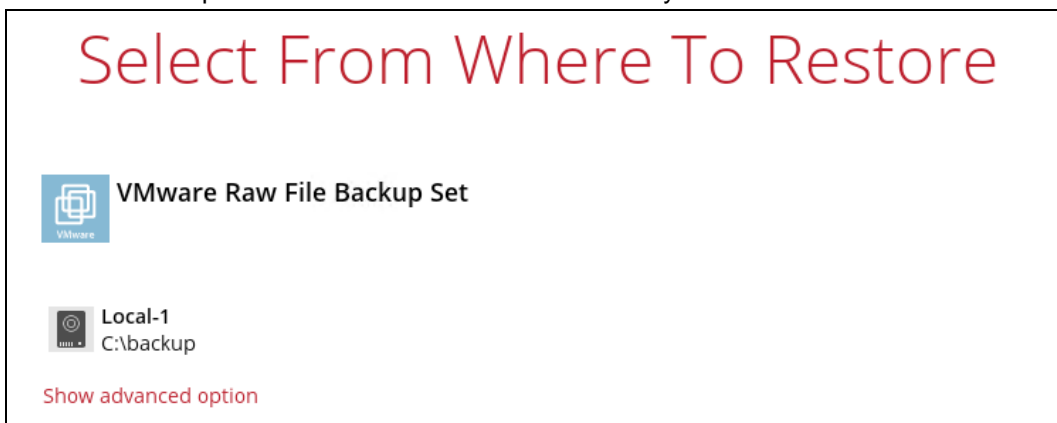 Select From Where To Restore
VMware Raw File Backup Set
VMware
Local-1
C:\backup
Show advanced option